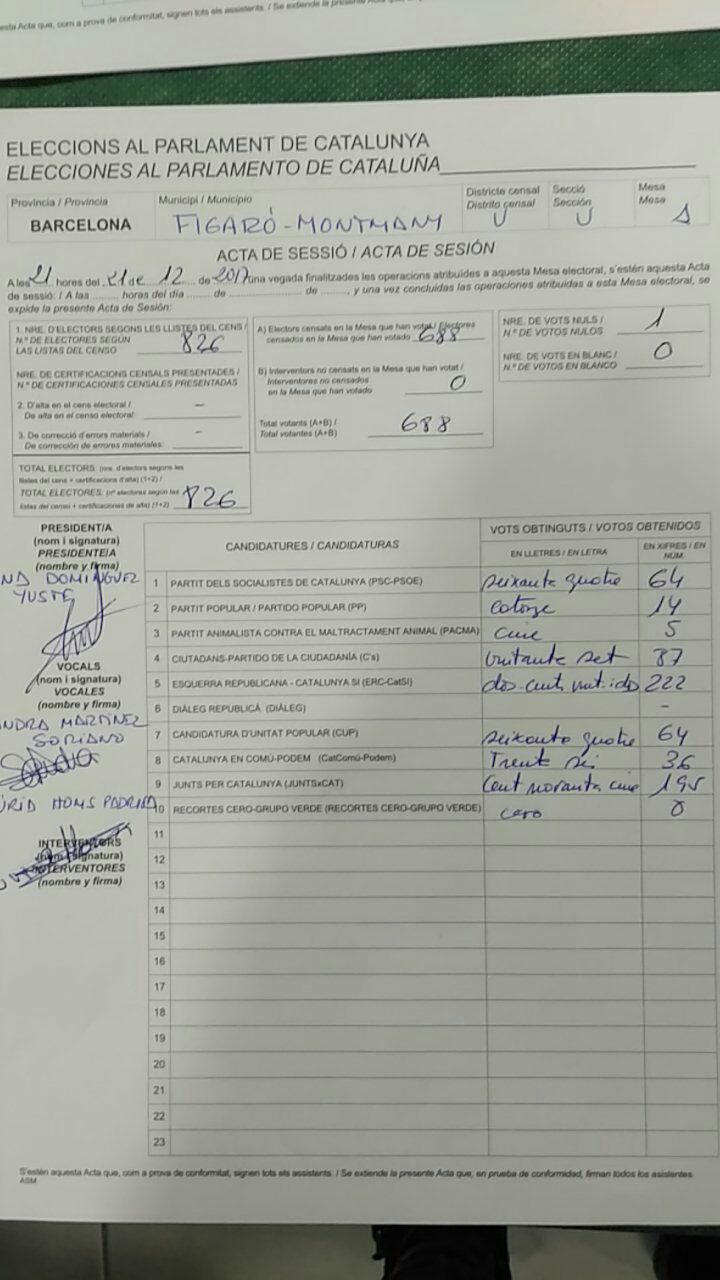 esta Acta que, com a prova de conformitat, signen tots els assistents. / Se extiende la presente Acta que,
ELECCIONS AL PARLAMENT DE CATALUNYA
ELECCIONES AL PARLAMENTO DE CATALUÑA
Província / Provincia Municipi / Municipio Districte censal Distrito censal Secció Sección Mesa Mesa
BARCELONA FIGARÓ-MONTMANY U U 1
ACTA DE SESSIÓ / ACTA DE SESIÓN
A les 21 hores del 21 de 12 de 2017 una vegada finalitzades les operacions atribuïdes a aquesta Mesa electoral, s'estén aquesta Acta
de sessió: / A las ........ horas del día ........ de ........................ de ........, y una vez concluidas las operaciones atribuidas a esta Mesa electoral, se
expide la presente Acta de Sesión:
1. NRE. D'ELECTORS SEGONS LES LLISTES DEL CENS /
N.º DE ELECTORES SEGÚN
LAS LISTAS DEL CENSO 826
NRE. DE CERTIFICACIONS CENSALS PRESENTADES /
N.º DE CERTIFICACIONES CENSALES PRESENTADAS
2. D'alta en el cens electoral /
De alta en el censo electoral: -
3. De correcció d'errors materials /
De corrección de errores materiales: -
TOTAL ELECTORS: (nre. d'electors segons les
llistes del cens + certificacions d'alta) (1+2) /
TOTAL ELECTORES: (nº electores según las
listas del censo + certificaciones de alta) (1+2) 826
A) Electors censats en la Mesa que han votat / Electores
censados en la Mesa que han votado 688
B) Interventors no censats en la Mesa que han votat /
Interventores no censados
en la Mesa que han votado 0
Total votants (A+B) /
Total votantes (A+B) 688
NRE. DE VOTS NULS /
N.º DE VOTOS NULOS 1
NRE. DE VOTS EN BLANC /
N.º DE VOTOS EN BLANCO 0
PRESIDENT/A
(nom i signatura)
PRESIDENTE/A
(nombre y firma)
NA DOMINGUEZ
YUSTE
VOCALS
(nom i signatura)
VOCALES
(nombre y firma)
NDRA MARTÍNEZ
SORIANO
ÚRIA HOMS PADRISA
INTERVENTORS
(nom i signatura)
INTERVENTORES
(nombre y firma)
CANDIDATURES / CANDIDATURAS VOTS OBTINGUTS / VOTOS OBTENIDOS
EN LLETRES / EN LETRA EN XIFRES / EN NÚM.
1 PARTIT DELS SOCIALISTES DE CATALUNYA (PSC-PSOE) seixanta quatre 64
2 PARTIT POPULAR / PARTIDO POPULAR (PP) catorze 14
3 PARTIT ANIMALISTA CONTRA EL MALTRACTAMENT ANIMAL (PACMA) cinc 5
4 CIUTADANS-PARTIDO DE LA CIUDADANÍA (C's) vuitanta set 87
5 ESQUERRA REPUBLICANA - CATALUNYA SÍ (ERC-CatSí) dos-cents vint-i-dos 222
6 DIÀLEG REPUBLICÀ (DIÀLEG) -
7 CANDIDATURA D'UNITAT POPULAR (CUP) seixanta quatre 64
8 CATALUNYA EN COMÚ-PODEM (CatComú-Podem) Trenta sis 36
9 JUNTS PER CATALUNYA (JUNTSxCAT) Cent noranta cinc 195
10 RECORTES CERO-GRUPO VERDE (RECORTES CERO-GRUPO VERDE) cero 0
11
12
13
14
15
16
17
18
19
20
21
22
23
S'estén aquesta Acta que, com a prova de conformitat, signen tots els assistents. / Se extiende la presente Acta que, en prueba de conformidad, firman todos los asistentes.
ASM